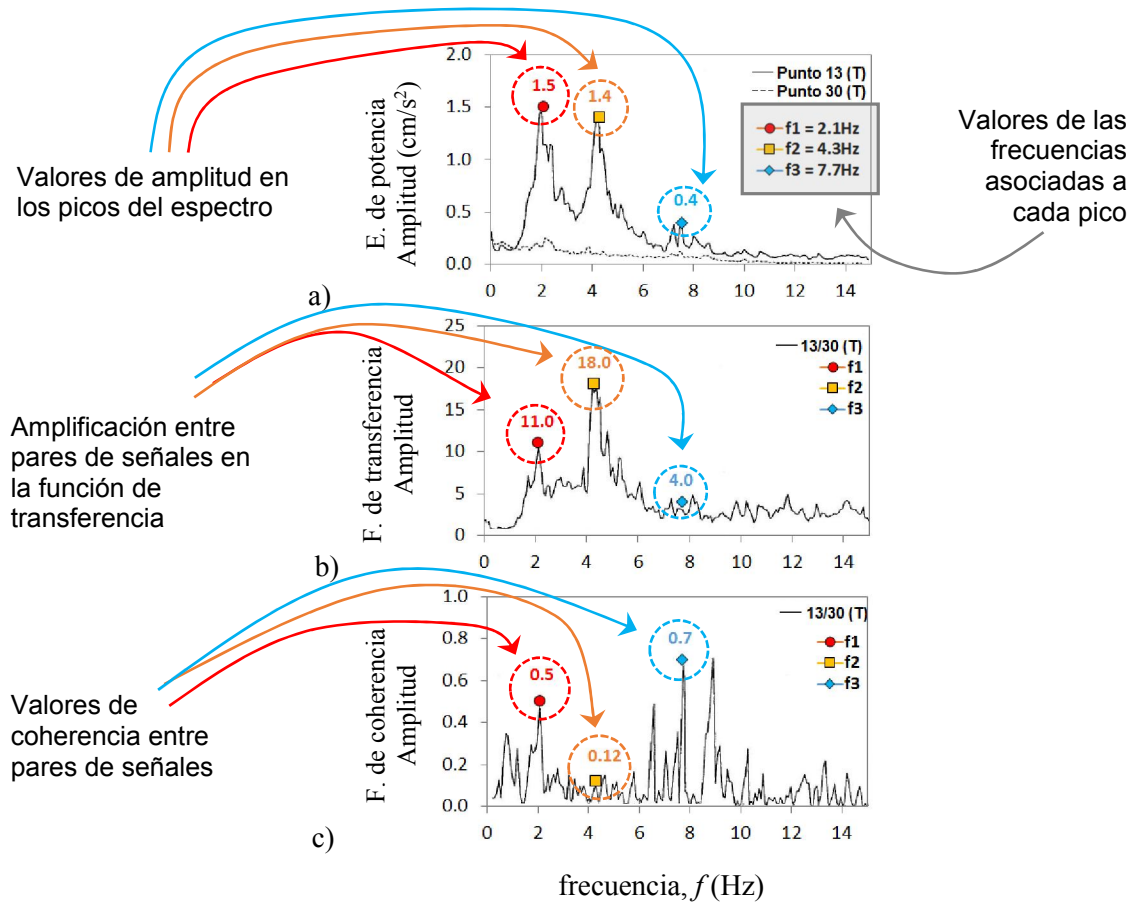 Valores de amplitud en
los picos del espectro
E. de potencia
Amplitud (cm/s²)
2.0
1.5
1.0
0.5
0.0
1.5
1.4
0.4
Punto 13 (T)
Punto 30 (T)
f1 = 2.1Hz
f2 = 4.3Hz
f3 = 7.7Hz
0 2 4 6 8 10 12 14
Valores de las
frecuencias
asociadas a
cada pico
a)
Amplificación entre
pares de señales en
la función de
transferencia
F. de transferencia
Amplitud
25
20
15
10
5
0
11.0
18.0
4.0
13/30 (T)
f1
f2
f3
0 2 4 6 8 10 12 14
b)
Valores de
coherencia entre
pares de señales
F. de coherencia
Amplitud
1.0
0.8
0.6
0.4
0.2
0.0
0.5
0.12
0.7
13/30 (T)
f1
f2
f3
0 2 4 6 8 10 12 14
c)
frecuencia, f (Hz)